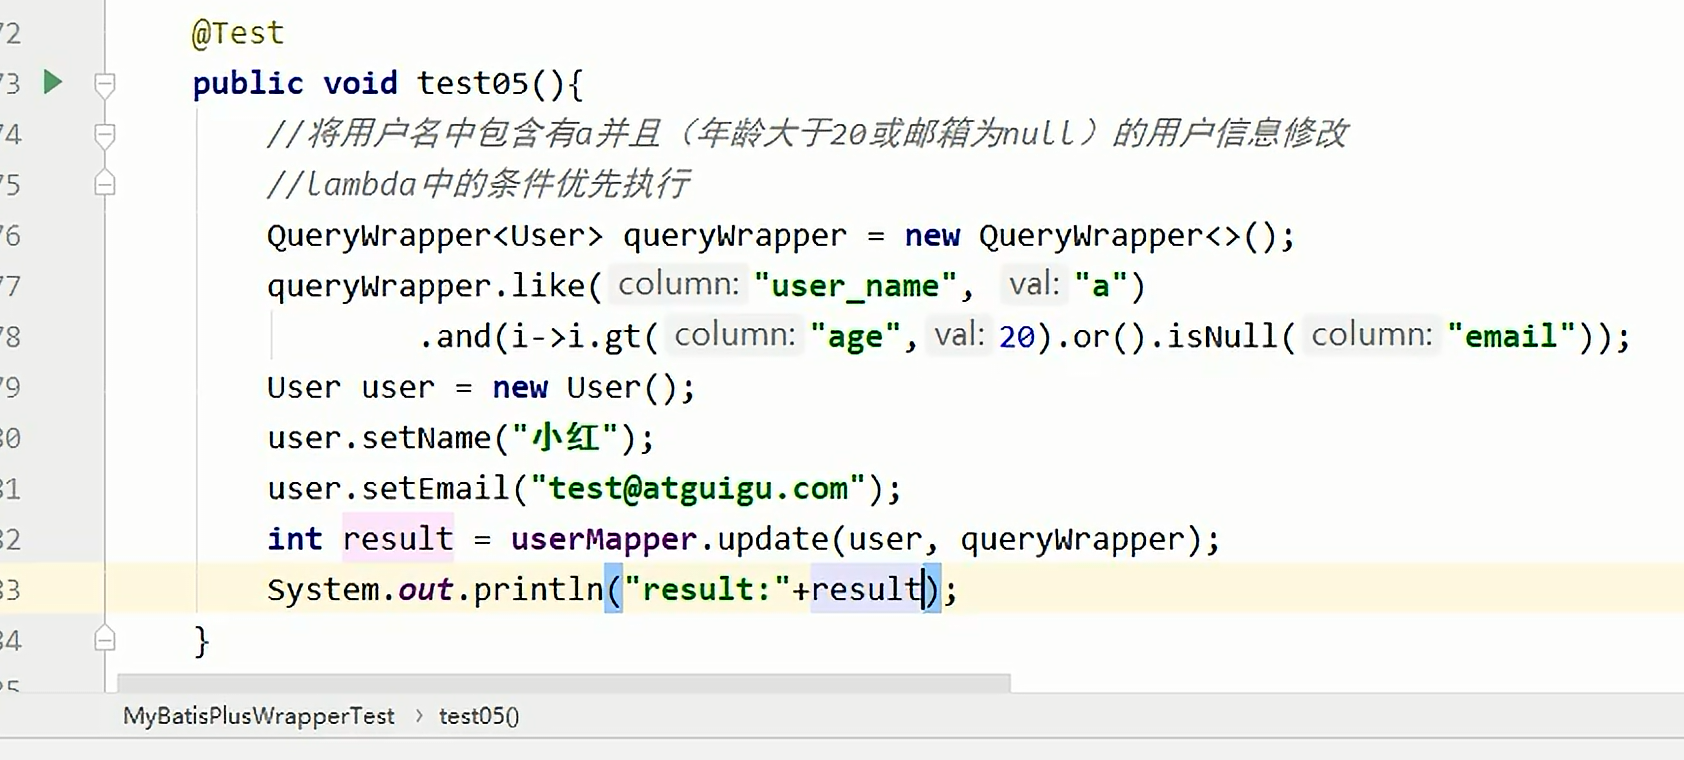 72 @Test
73 public void test05(){
74 //将用户名中包含有a并且（年龄大于20或邮箱为null）的用户信息修改
75 //lambda中的条件优先执行
76 QueryWrapper<User> queryWrapper = new QueryWrapper<>();
77 queryWrapper.like( column: "user_name", val: "a")
78 .and(i->i.gt( column: "age", val: 20).or().isNull( column: "email"));
79 User user = new User();
80 user.setName("小红");
81 user.setEmail("test@atguigu.com");
82 int result = userMapper.update(user, queryWrapper);
83 System.out.println("result:"+result);
84 }
85
MyBatisPlusWrapperTest › test05()